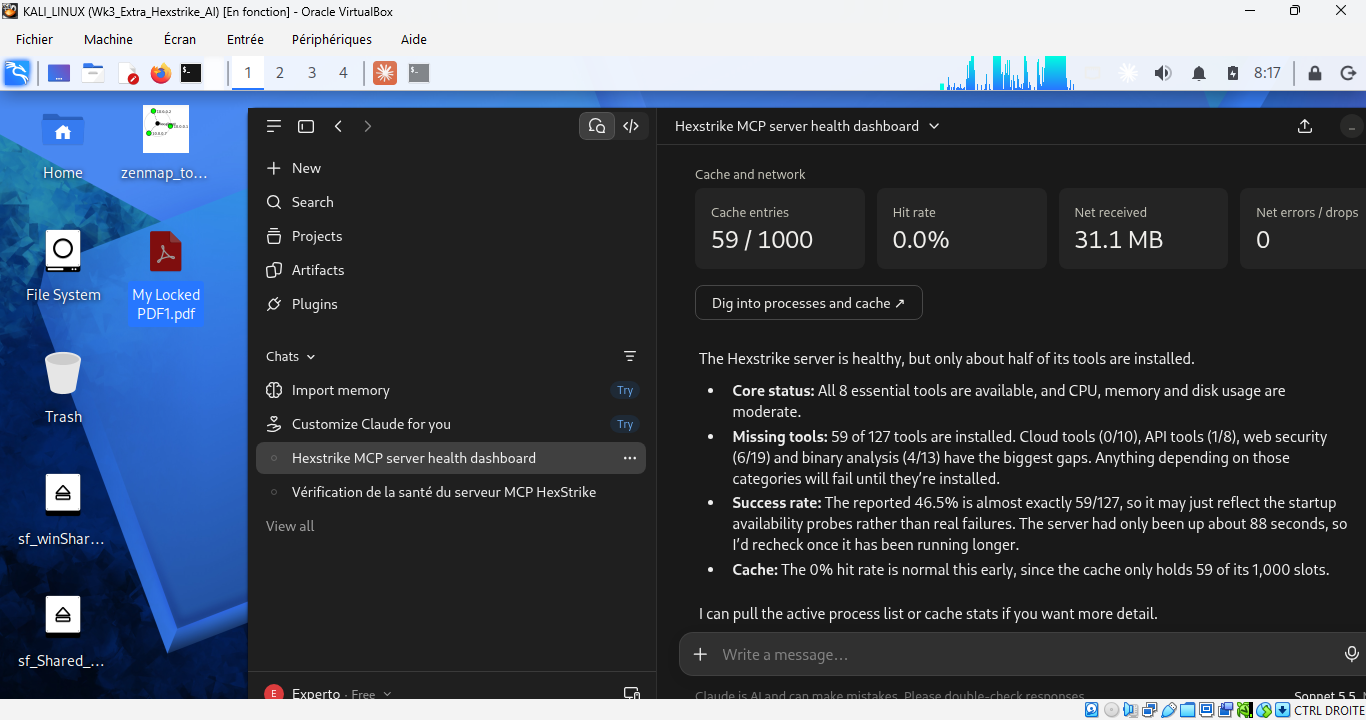 KALI_LINUX (Wk3_Extra_Hexstrike_AI) [En fonction] - Oracle VirtualBox
Fichier Machine Écran Entrée Périphériques Aide
1 2 3 4
8:17
Home
zenmap_to...
File System
My Locked
PDF1.pdf
Trash
sf_winShar...
sf_Shared_...
New
Search
Projects
Artifacts
Plugins
Chats
Import memory Try
Customize Claude for you Try
Hexstrike MCP server health dashboard
Vérification de la santé du serveur MCP HexStrike
View all
E Experto · Free
Hexstrike MCP server health dashboard
Cache and network
Cache entries
59 / 1000
Hit rate
0.0%
Net received
31.1 MB
Net errors / drops
0
Dig into processes and cache ↗
The Hexstrike server is healthy, but only about half of its tools are installed.
• Core status: All 8 essential tools are available, and CPU, memory and disk usage are
moderate.
• Missing tools: 59 of 127 tools are installed. Cloud tools (0/10), API tools (1/8), web security
(6/19) and binary analysis (4/13) have the biggest gaps. Anything depending on those
categories will fail until they’re installed.
• Success rate: The reported 46.5% is almost exactly 59/127, so it may just reflect the startup
availability probes rather than real failures. The server had only been up about 88 seconds, so
I’d recheck once it has been running longer.
• Cache: The 0% hit rate is normal this early, since the cache only holds 59 of its 1,000 slots.
I can pull the active process list or cache stats if you want more detail.
Write a message...
Claude is AI and can make mistakes. Please double-check responses.
Sonnet 5.5
CTRL DROITE